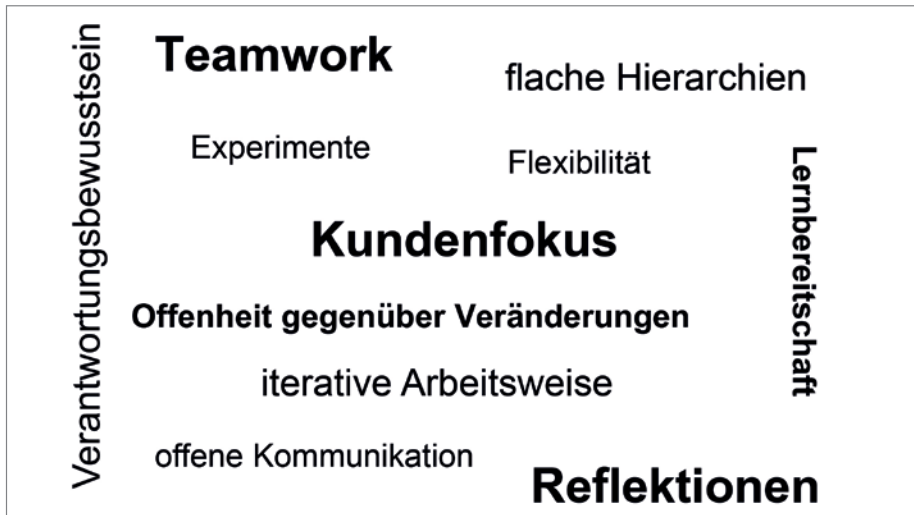 Verantwortungsbewusstsein
Teamwork
flache Hierarchien
Experimente
Flexibilität
Lernbereitschaft
Kundenfokus
Offenheit gegenüber Veränderungen
iterative Arbeitsweise
offene Kommunikation
Reflektionen